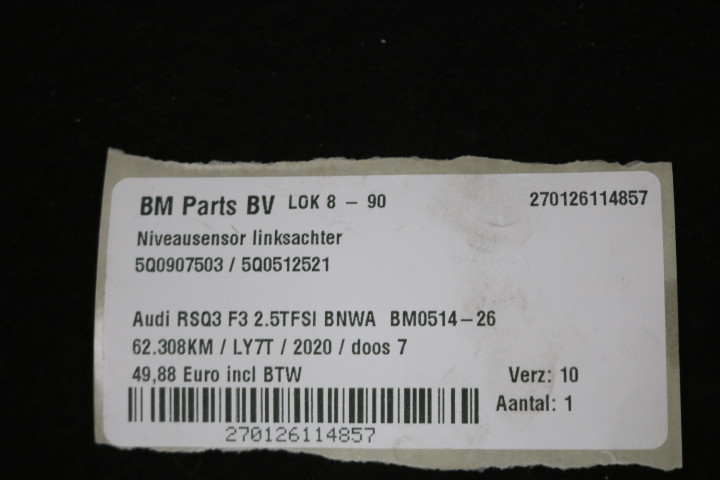 BM Parts BV LOK 8 - 90 270126114857
Niveausensor linksachter
5Q0907503 / 5Q0512521
Audi RSQ3 F3 2.5TFSI BNWA BM0514-26
62.308KM / LY7T / 2020 / doos 7
49,88 Euro incl BTW Verz: 10
Aantal: 1
270126114857